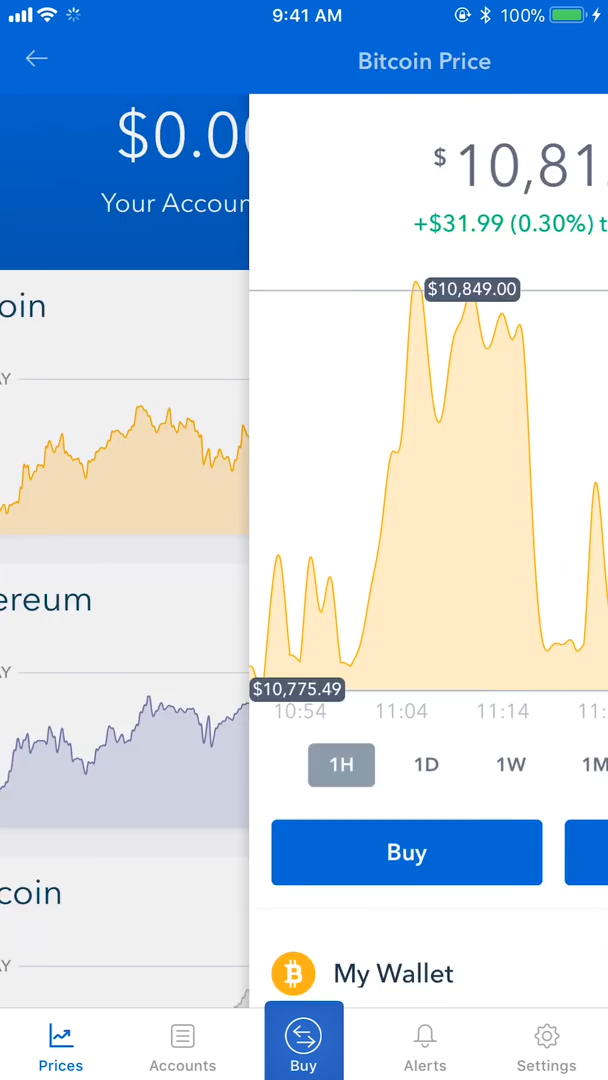 9:41 AM
100%
Bitcoin Price
$0.0
Your Accoun
$10,81
+$31.99 (0.30%) t
oin
Y
$10,849.00
ereum
Y
$10,775.49
10:54 11:04 11:14 11:
1H 1D 1W 1M
Buy
coin
Y
My Wallet
Prices Accounts Buy Alerts Settings